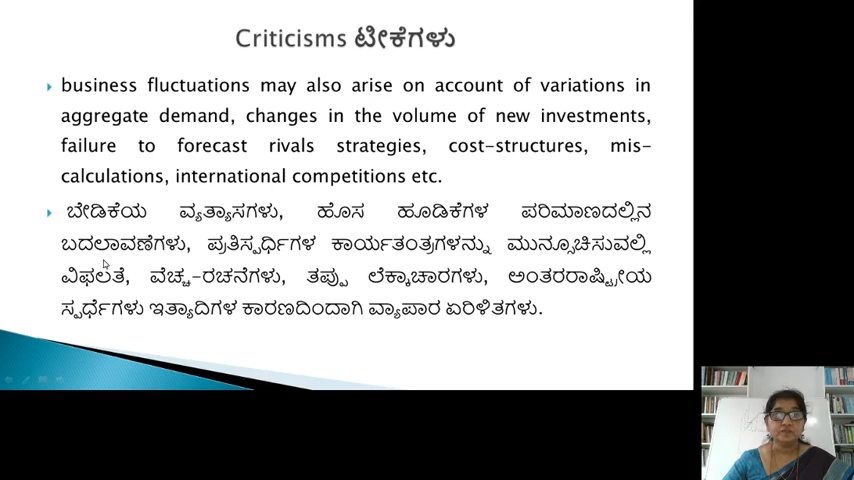 Criticisms ಟೀಕೆಗಳು
business fluctuations may also arise on account of variations in
aggregate demand, changes in the volume of new investments,
failure to forecast rivals strategies, cost-structures, mis-
calculations, international competitions etc.
ಬೇಡಿಕೆಯ ವ್ಯತ್ಯಾಸಗಳು, ಹೊಸ ಹೂಡಿಕೆಗಳ ಪರಿಮಾಣದಲ್ಲಿನ
ಬದಲಾವಣೆಗಳು, ಪ್ರತಿಸ್ಪರ್ಧಿಗಳ ಕಾರ್ಯತಂತ್ರಗಳನ್ನು ಮುನ್ಸೂಚಿಸುವಲ್ಲಿ
ವಿಫಲತೆ, ವೆಚ್ಚ-ರಚನೆಗಳು, ತಪ್ಪು ಲೆಕ್ಕಾಚಾರಗಳು, ಅಂತರರಾಷ್ಟ್ರೀಯ
ಸ್ಪರ್ಧೆಗಳು ಇತ್ಯಾದಿಗಳ ಕಾರಣದಿಂದಾಗಿ ವ್ಯಾಪಾರ ಏರಿಳಿತಗಳು.